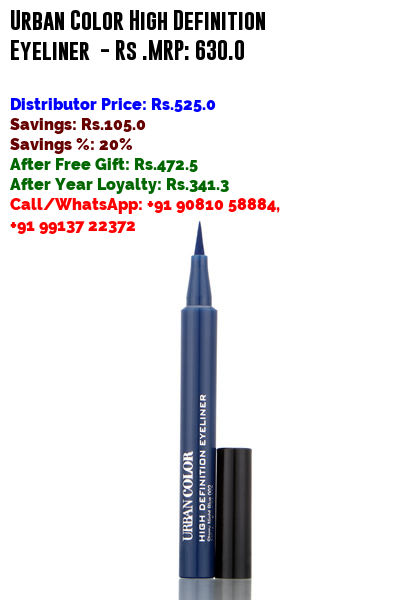 Urban Color High Definition
Eyeliner - Rs .MRP: 630.0
Distributor Price: Rs.525.0
Savings: Rs.105.0
Savings %: 20%
After Free Gift: Rs.472.5
After Year Loyalty: Rs.341.3
Call/WhatsApp: +91 90810 58884,
+91 99137 22372
URBAN COLOR
HIGH DEFINITION EYELINER